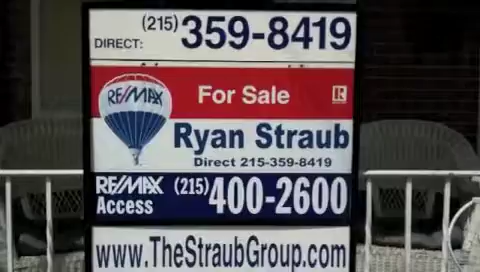 DIRECT: (215) 359-8419
For Sale R
RE/MAX
Ryan Straub
Direct 215-359-8419
RE/MAX (215) 400-2600
Access
www.TheStraubGroup.com